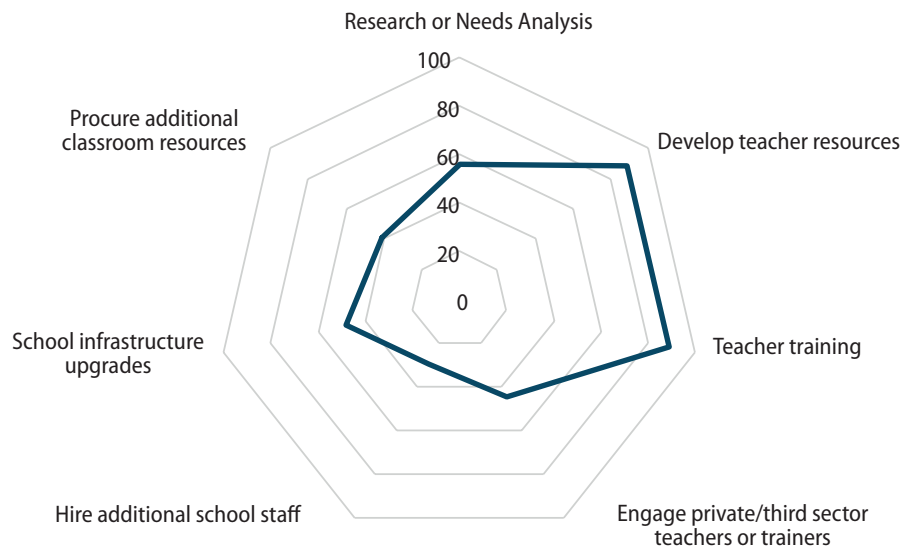 Research or Needs Analysis
100
80
60
40
20
0
Procure additional
classroom resources
Develop teacher resources
School infrastructure
upgrades
Teacher training
Hire additional school staff
Engage private/third sector
teachers or trainers